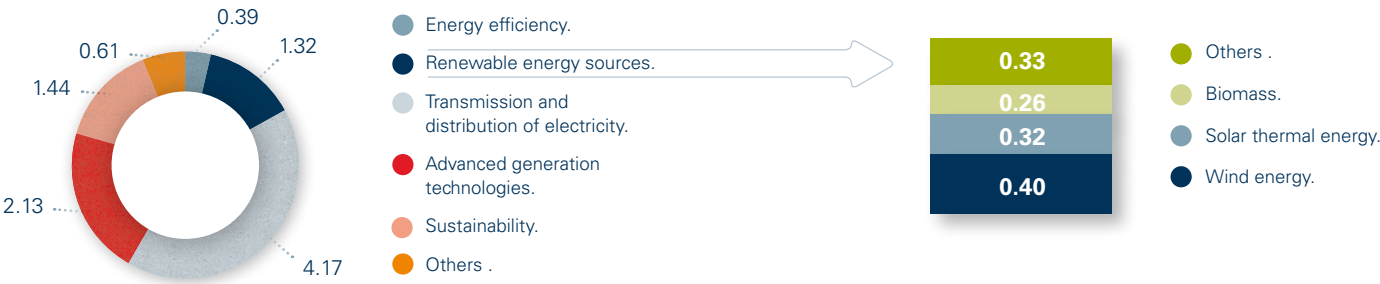 0.39
1.32
0.61
1.44
2.13
4.17
Energy efficiency.
Renewable energy sources.
Transmission and
distribution of electricity.
Advanced generation
technologies.
Sustainability.
Others .
0.33
0.26
0.32
0.40
Others .
Biomass.
Solar thermal energy.
Wind energy.